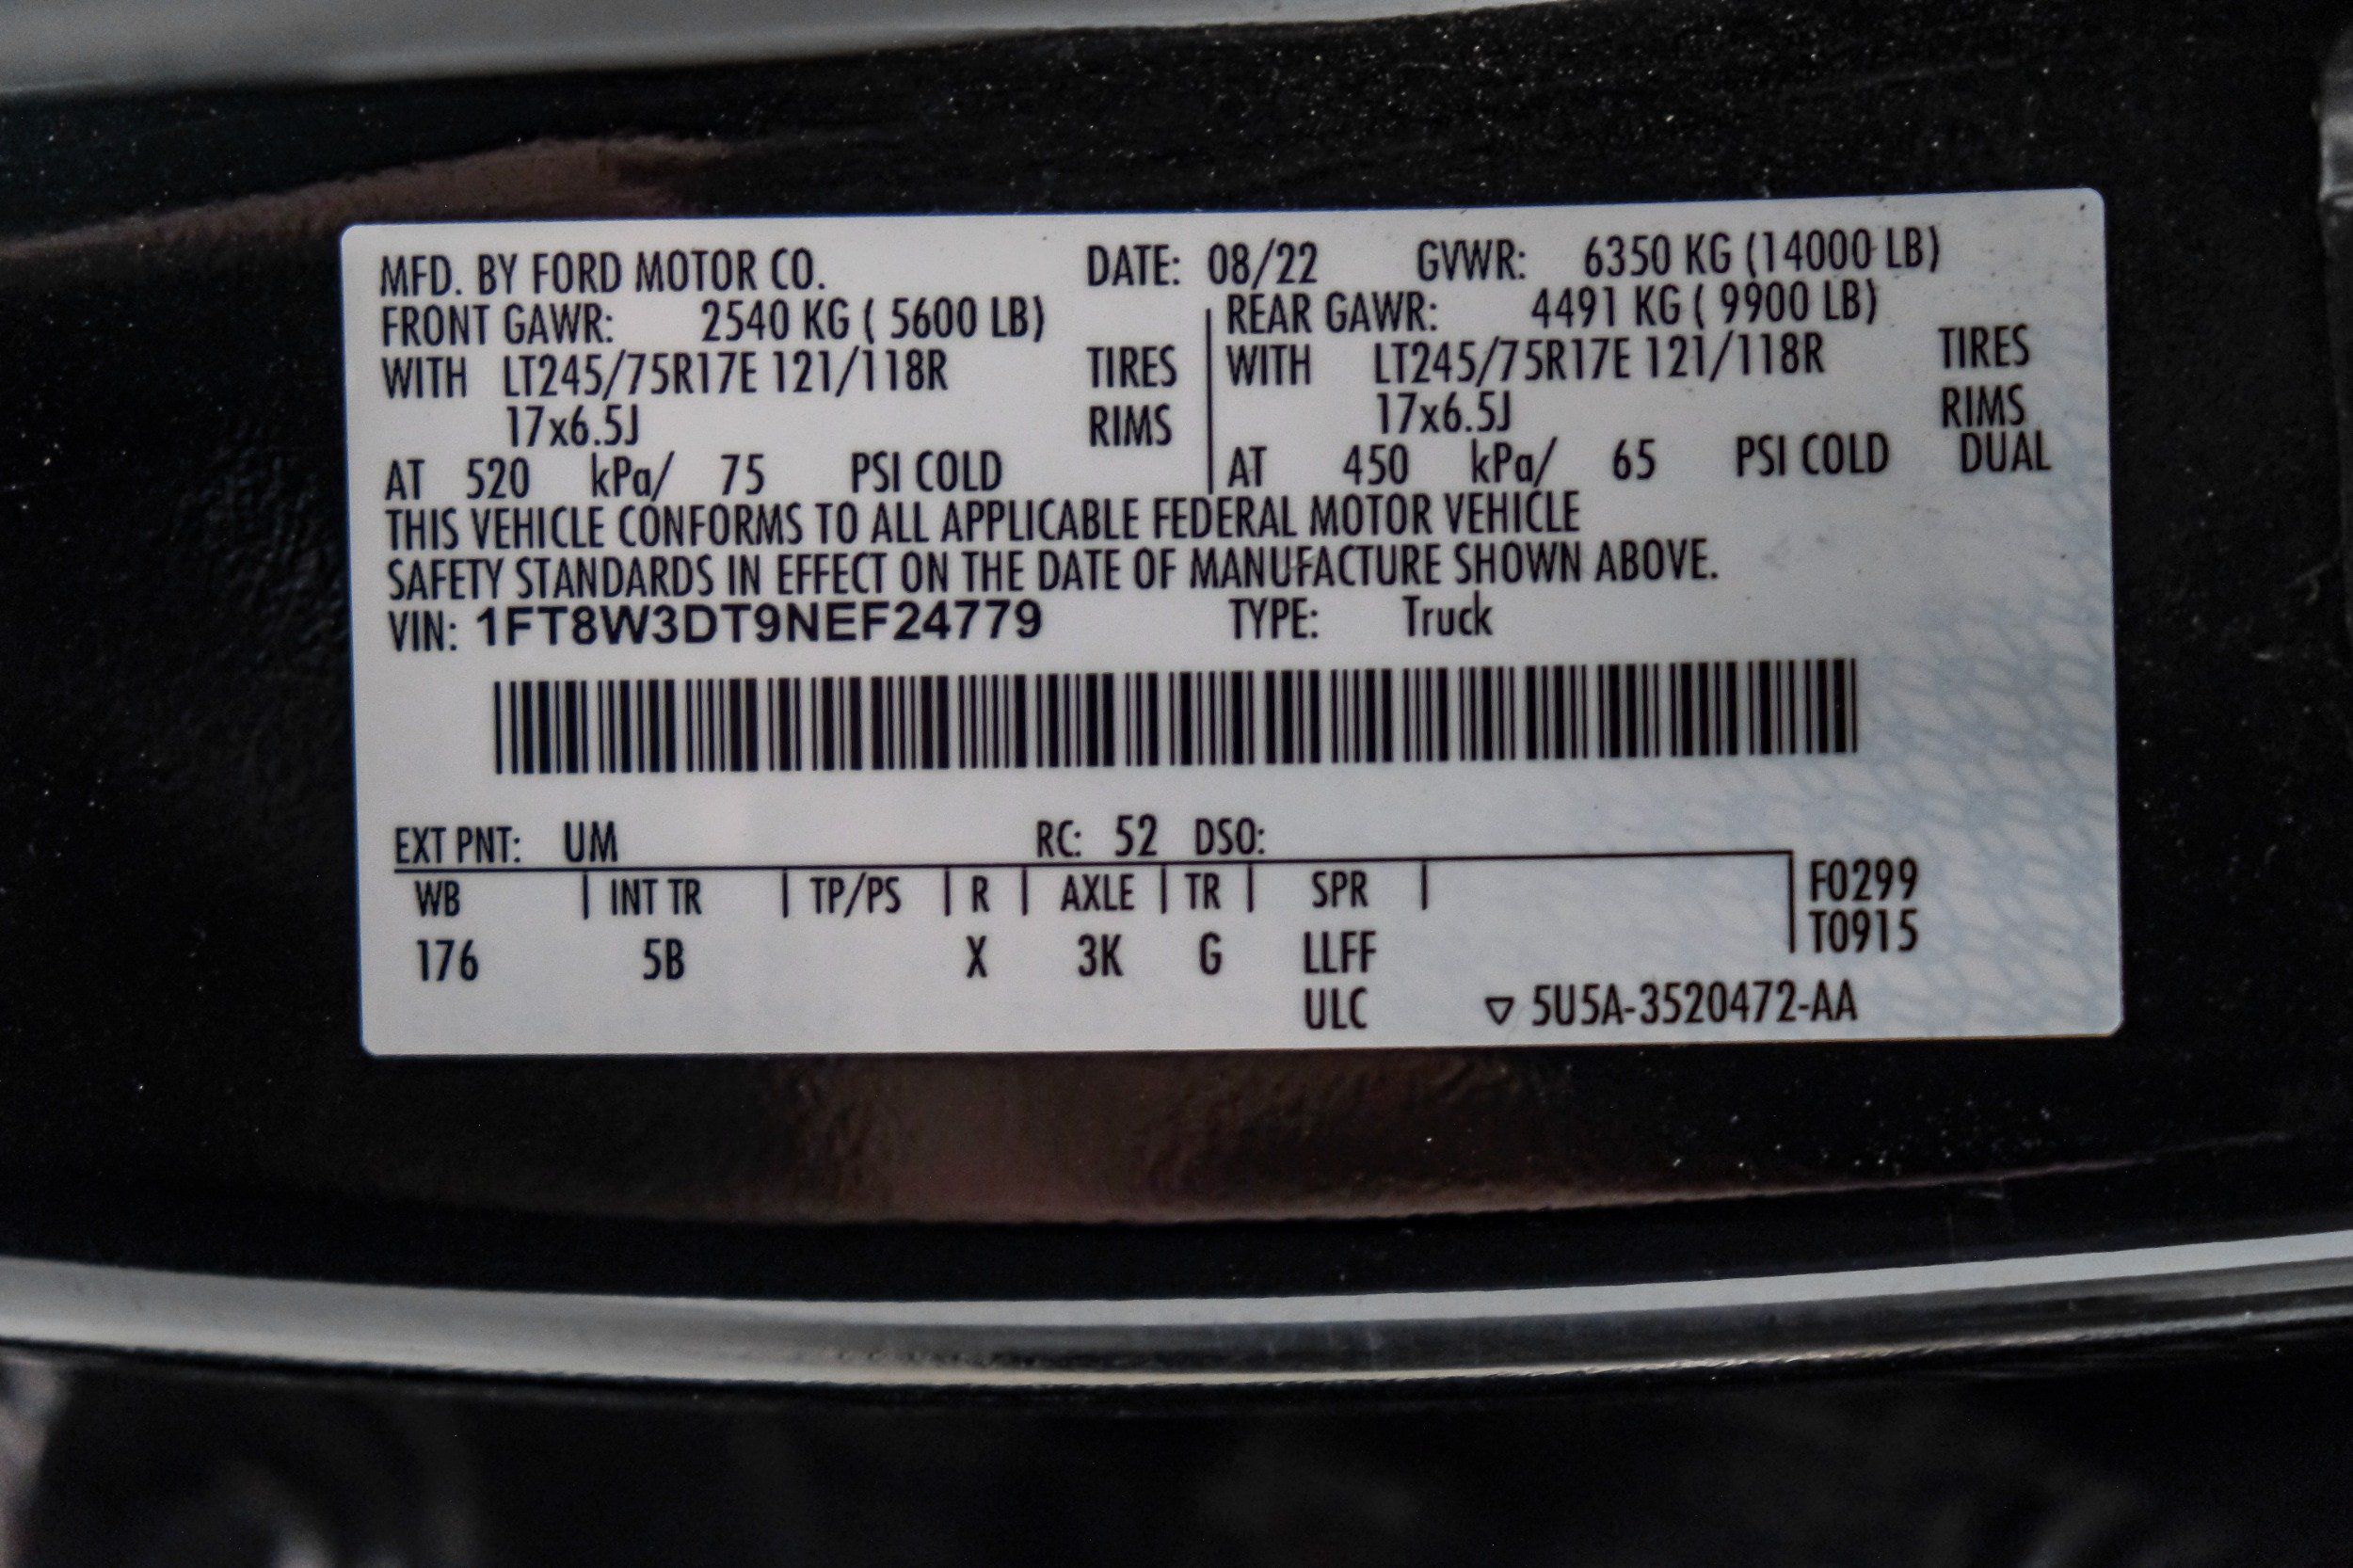 MFD. BY FORD MOTOR CO. DATE: 08/22 GVWR: 6350 KG (14000 LB)
FRONT GAWR: 2540 KG ( 5600 LB) REAR GAWR: 4491 KG ( 9900 LB)
WITH LT245/75R17E 121/118R TIRES WITH LT245/75R17E 121/118R TIRES
17x6.5J RIMS 17x6.5J RIMS
AT 520 kPa/ 75 PSI COLD AT 450 kPa/ 65 PSI COLD DUAL
THIS VEHICLE CONFORMS TO ALL APPLICABLE FEDERAL MOTOR VEHICLE
SAFETY STANDARDS IN EFFECT ON THE DATE OF MANUFACTURE SHOWN ABOVE.
VIN: 1FT8W3DT9NEF24779 TYPE: Truck
EXT PNT: UM RC: 52 DSO:
WB | INT TR | TP/PS | R | AXLE | TR | SPR | F0299
T0915
176 5B X 3K G LLFF
ULC ▽ 5U5A-3520472-AA